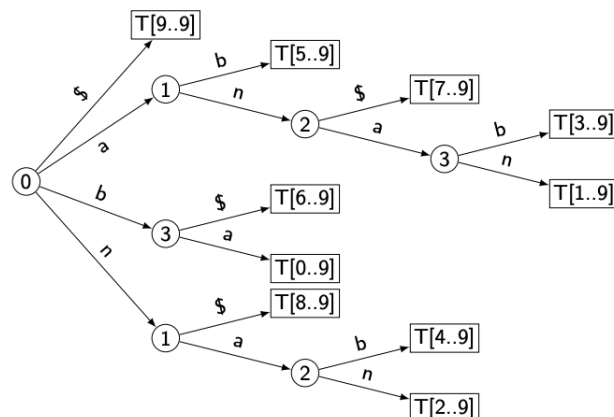 T[9..9]
$
b
T[5..9]
1
n
$
T[7..9]
a
2
a
b
T[3..9]
3
n
T[1..9]
0
b
$
T[6..9]
3
a
T[0..9]
n
$
T[8..9]
1
a
b
T[4..9]
2
n
T[2..9]